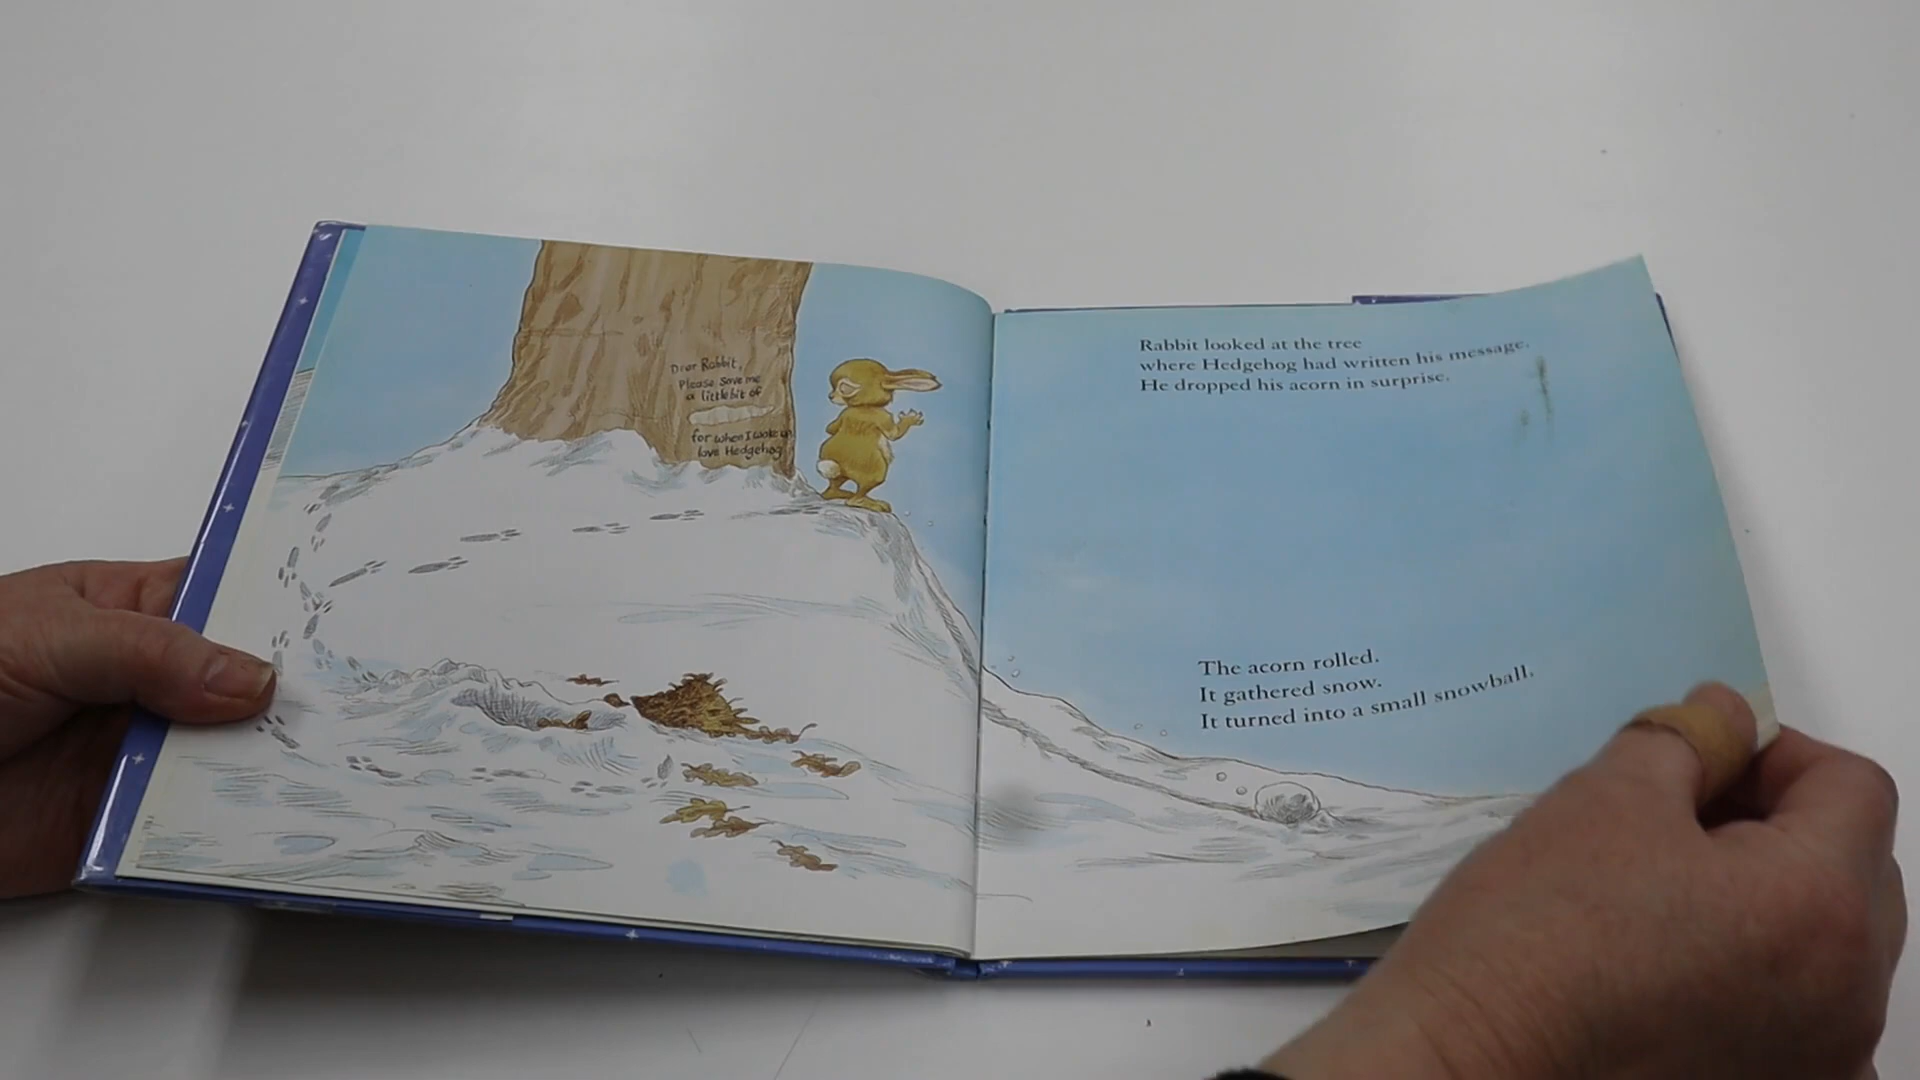 Dear Rabbit,
Please Save me
a little bit of
for when I wake up
love Hedgehog
Rabbit looked at the tree
where Hedgehog had written his message.
He dropped his acorn in surprise.
The acorn rolled.
It gathered snow.
It turned into a small snowball.